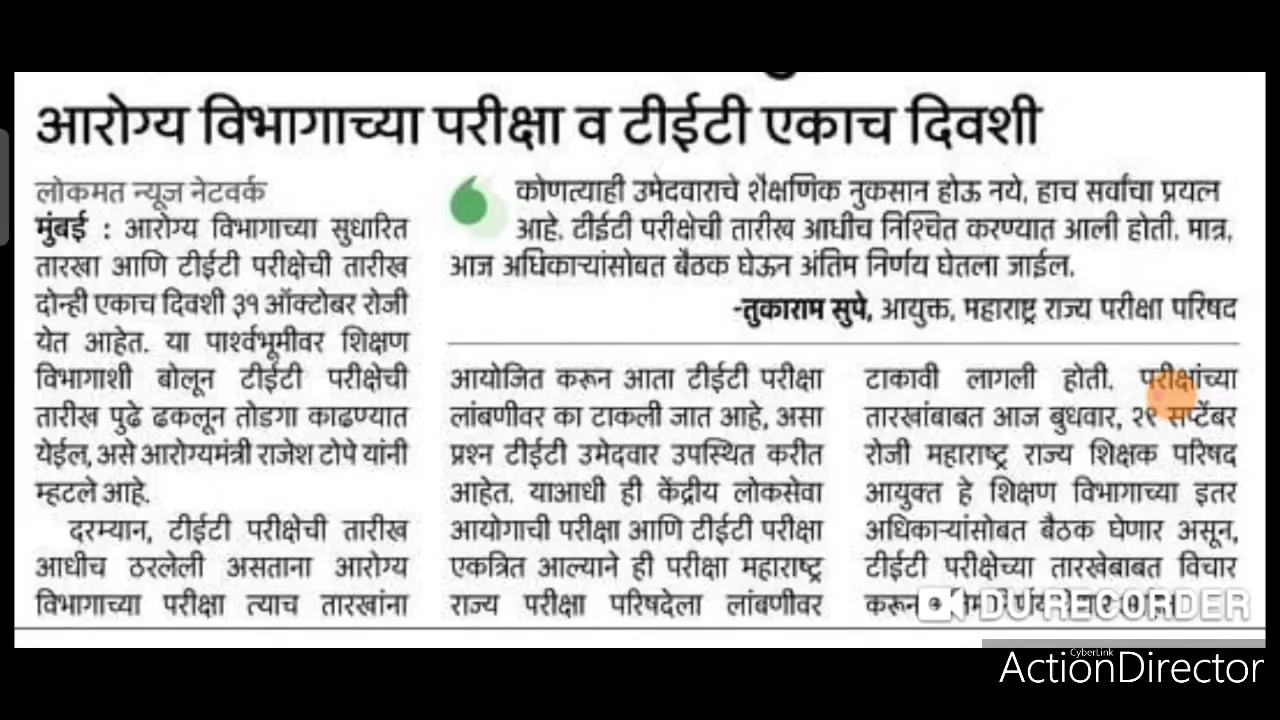 आरोग्य विभागाच्या परीक्षा व टीईटी एकाच दिवशी
लोकमत न्यूज नेटवर्क
मुंबई : आरोग्य विभागाच्या सुधारित
तारखा आणि टीईटी परीक्षेची तारीख
दोन्ही एकाच दिवशी ३१ ऑक्टोबर रोजी
येत आहेत. या पार्श्वभूमीवर शिक्षण
विभागाशी बोलून टीईटी परीक्षेची
तारीख पुढे ढकलून तोडगा काढण्यात
येईल, असे आरोग्यमंत्री राजेश टोपे यांनी
म्हटले आहे.
दरम्यान, टीईटी परीक्षेची तारीख
आधीच ठरलेली असताना आरोग्य
विभागाच्या परीक्षा त्याच तारखांना
कोणत्याही उमेदवाराचे शैक्षणिक नुकसान होऊ नये, हाच सर्वांचा प्रयत्न
आहे. टीईटी परीक्षेची तारीख आधीच निश्चित करण्यात आली होती. मात्र,
आज अधिकाऱ्यांसोबत बैठक घेऊन अंतिम निर्णय घेतला जाईल.
-तुकाराम सुपे, आयुक्त, महाराष्ट्र राज्य परीक्षा परिषद
आयोजित करून आता टीईटी परीक्षा
लांबणीवर का टाकली जात आहे, असा
प्रश्न टीईटी उमेदवार उपस्थित करीत
आहेत. याआधी ही केंद्रीय लोकसेवा
आयोगाची परीक्षा आणि टीईटी परीक्षा
एकत्रित आल्याने ही परीक्षा महाराष्ट्र
राज्य परीक्षा परिषदेला लांबणीवर
टाकावी लागली होती. परीक्षांच्या
तारखांबाबत आज बुधवार, २९ सप्टेंबर
रोजी महाराष्ट्र राज्य शिक्षक परिषद
आयुक्त हे शिक्षण विभागाच्या इतर
अधिकाऱ्यांसोबत बैठक घेणार असून,
टीईटी परीक्षेच्या तारखेबाबत विचार
करून
DU RECORDER
CyberLink
ActionDirector